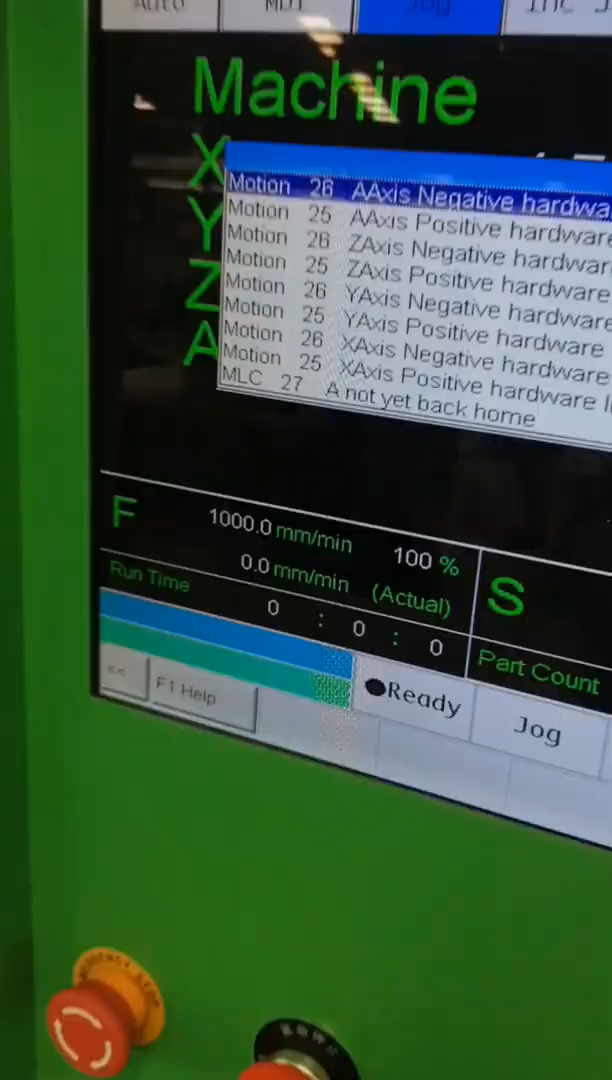 Auto MDI Jog Inc J
Machine
X
Y
Z
A
Motion 26 AAxis Negative hardwa
Motion 25 AAxis Positive hardware
Motion 26 ZAxis Negative hardwar
Motion 25 ZAxis Positive hardware
Motion 26 YAxis Negative hardware
Motion 25 YAxis Positive hardware
Motion 26 XAxis Negative hardware
Motion 25 XAxis Positive hardware li
MLC 27 A not yet back home
F 1000.0 mm/min 100 %
0.0 mm/min (Actual)
S
Run Time 0 : 0 : 0
Part Count
<< F1 Help Ready Jog